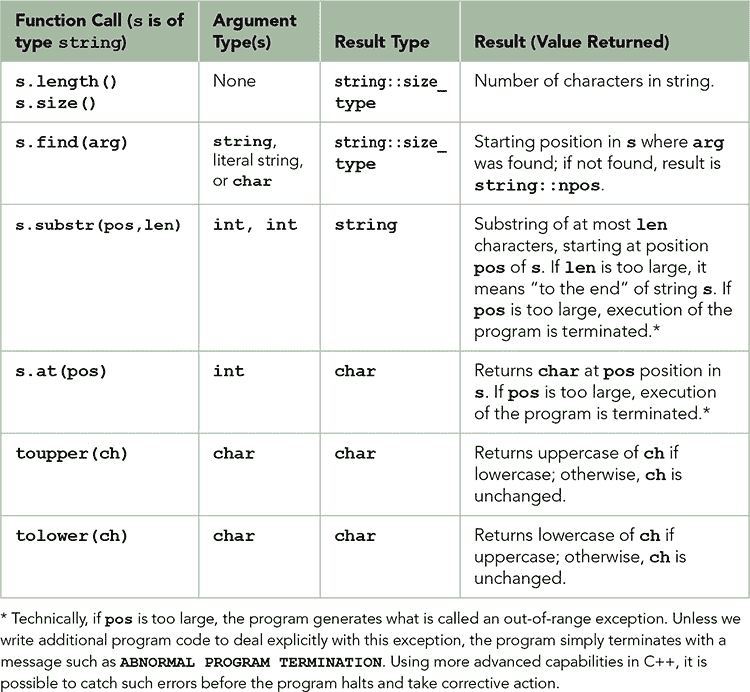 Function Call (s is of type string)
Argument Type(s)
Result Type
Result (Value Returned)
s.length()
s.size()
None
string::size_
type
Number of characters in string.
s.find(arg)
string,
literal string,
or char
string::size_
type
Starting position in s where arg
was found; if not found, result is
string::npos.
s.substr(pos,len)
int, int
string
Substring of at most len
characters, starting at position
pos of s. If len is too large, it
means “to the end” of string s. If
pos is too large, execution of the
program is terminated.*
s.at(pos)
int
char
Returns char at pos position in
s. If pos is too large, execution
of the program is terminated.*
toupper(ch)
char
char
Returns uppercase of ch if
lowercase; otherwise, ch is
unchanged.
tolower(ch)
char
char
Returns lowercase of ch if
uppercase; otherwise, ch is
unchanged.
* Technically, if pos is too large, the program generates what is called an out-of-range exception. Unless we
write additional program code to deal explicitly with this exception, the program simply terminates with a
message such as ABNORMAL PROGRAM TERMINATION. Using more advanced capabilities in C++, it is
possible to catch such errors before the program halts and take corrective action.